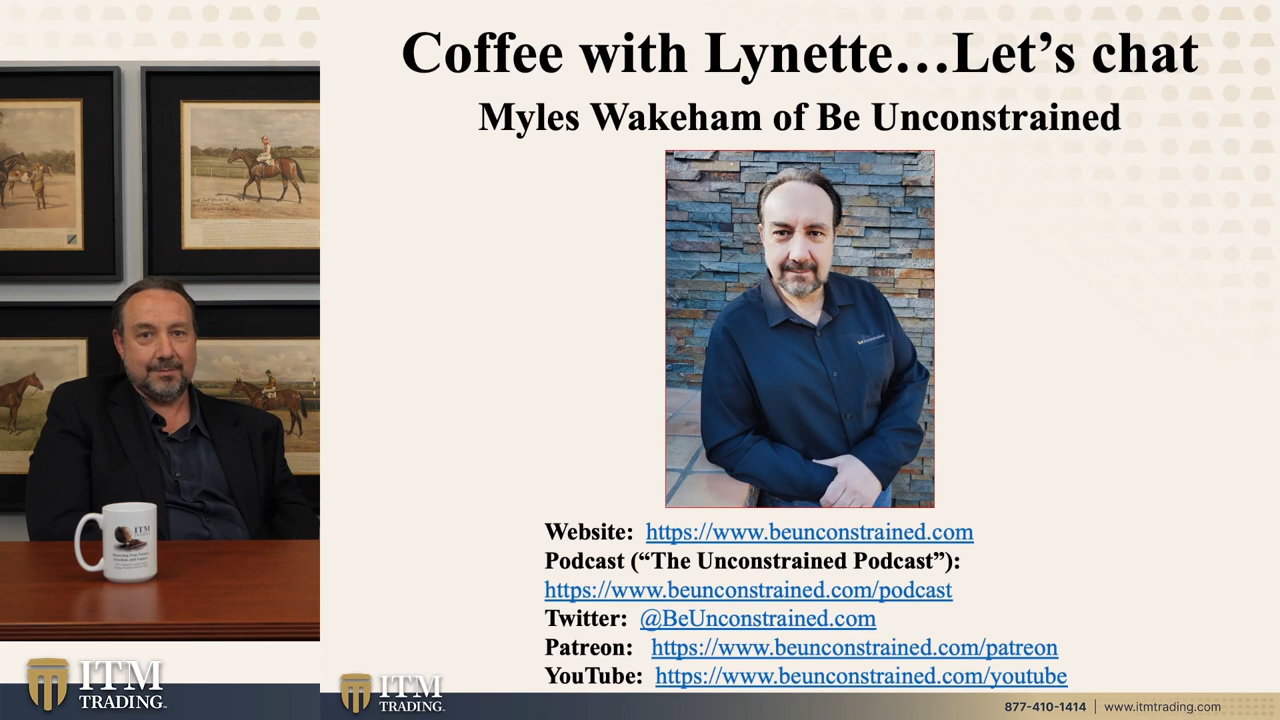 Coffee with Lynette…Let’s chat
Myles Wakeham of Be Unconstrained
Website: https://www.beunconstrained.com
Podcast (“The Unconstrained Podcast”):
https://www.beunconstrained.com/podcast
Twitter: @BeUnconstrained.com
Patreon: https://www.beunconstrained.com/patreon
YouTube: https://www.beunconstrained.com/youtube
ITM
ITM
TRADING
ITM
TRADING
877-410-1414 | www.itmtrading.com